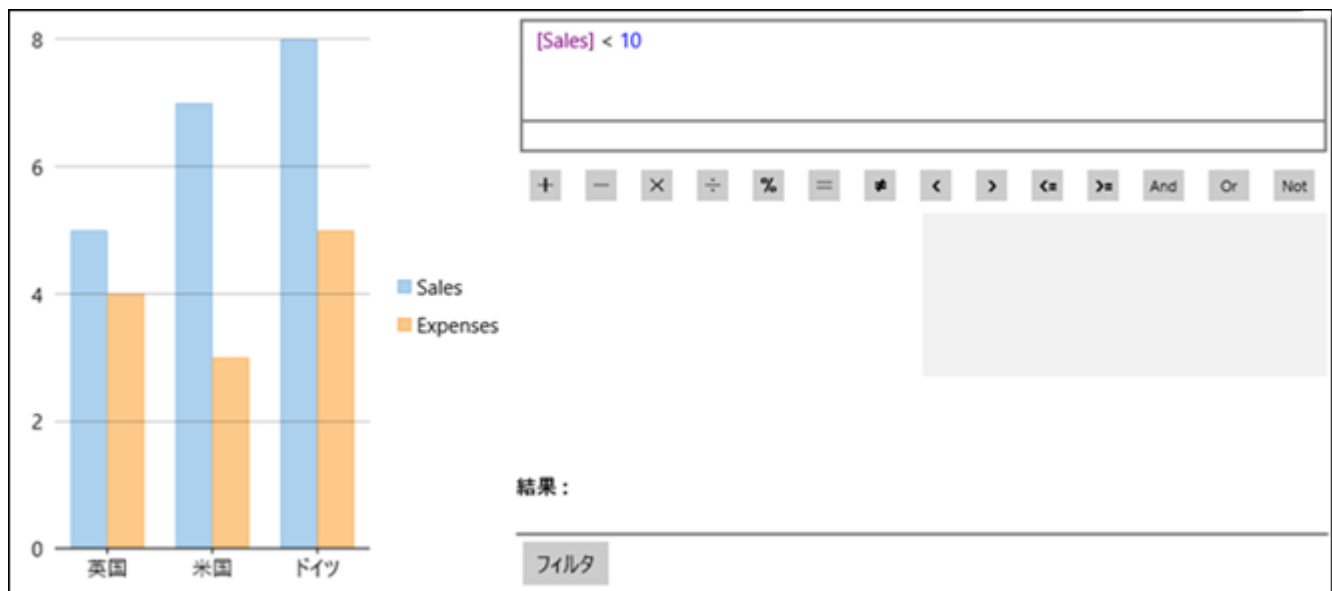 8
6
4
2
0
英国 米国 ドイツ
Sales
Expenses
[Sales] < 10
+ − × ÷ % = ≠ < > <= >= And Or Not
結果：
フィルタ